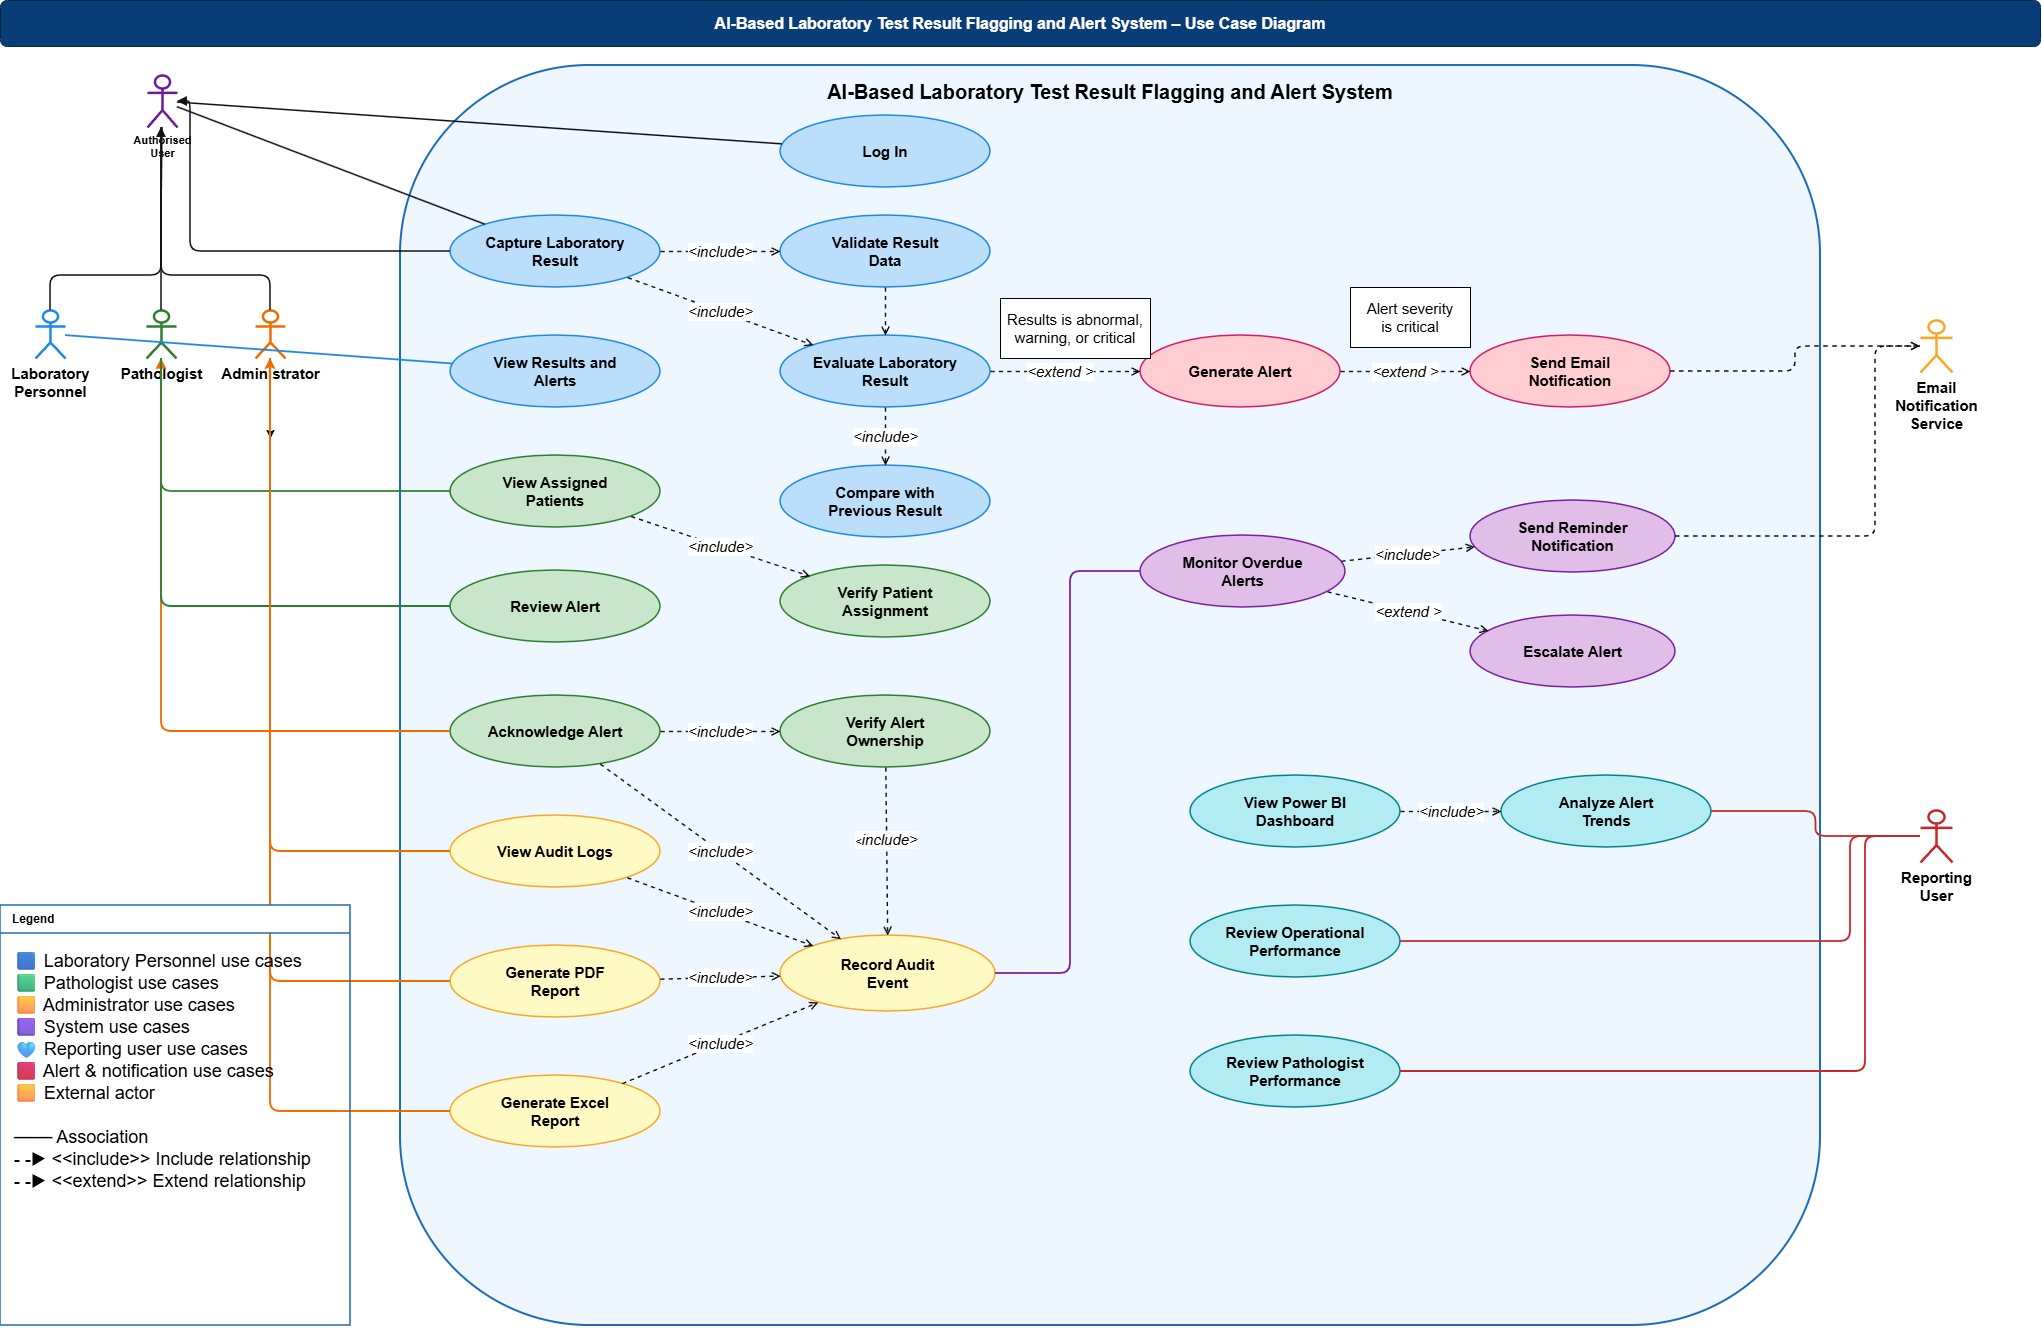 AI-Based Laboratory Test Result Flagging and Alert System – Use Case Diagram
AI-Based Laboratory Test Result Flagging and Alert System
Authorised
User
Log In
Capture Laboratory
Result
<include>
Validate Result
Data
<include>
Results is abnormal,
warning, or critical
Alert severity
is critical
Laboratory
Personnel
Pathologist
Administrator
View Results and
Alerts
Evaluate Laboratory
Result
<extend >
Generate Alert
<extend >
Send Email
Notification
Email
Notification
Service
<include>
View Assigned
Patients
Compare with
Previous Result
<include>
Verify Patient
Assignment
Review Alert
Monitor Overdue
Alerts
<include>
Send Reminder
Notification
<extend >
Escalate Alert
Acknowledge Alert
<include>
Verify Alert
Ownership
<include>
<include>
View Audit Logs
<include>
View Power BI
Dashboard
<include>
Analyze Alert
Trends
Reporting
User
Generate PDF
Report
<include>
Record Audit
Event
Review Operational
Performance
<include>
Generate Excel
Report
Review Pathologist
Performance
Legend
Laboratory Personnel use cases
Pathologist use cases
Administrator use cases
System use cases
Reporting user use cases
Alert & notification use cases
External actor
Association
<<include>> Include relationship
<<extend>> Extend relationship